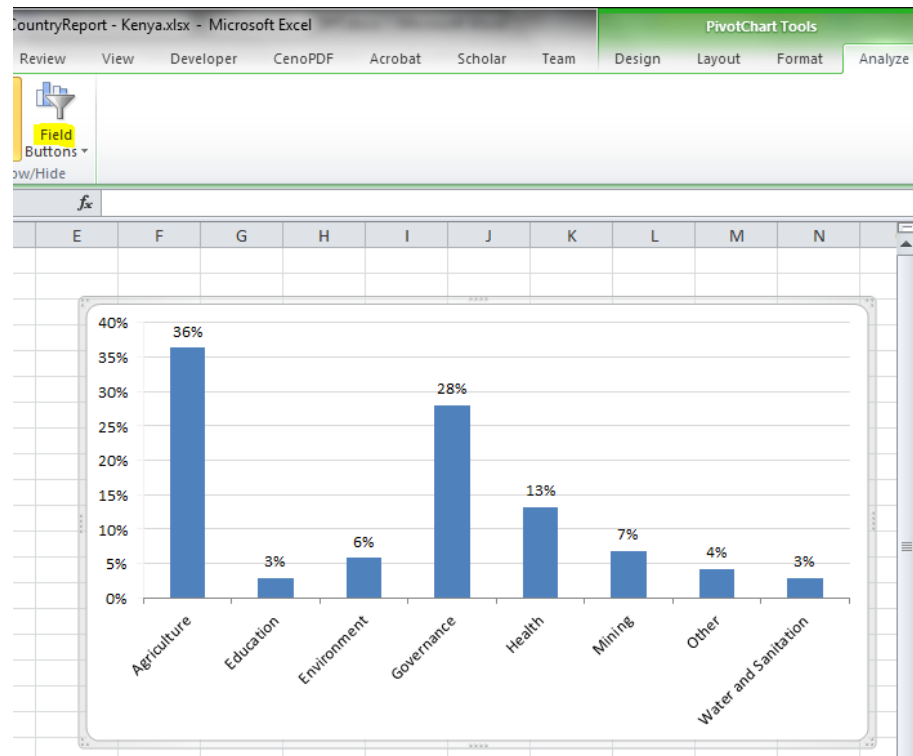 CountryReport - Kenya.xlsx - Microsoft Excel
PivotChart Tools
Review View Developer CenoPDF Acrobat Scholar Team Design Layout Format Analyze
Field
Buttons
ow/Hide
fx
E F G H I J K L M N
40%
36%
35%
30%
28%
25%
20%
15%
13%
10%
7%
6%
5%
4%
3%
3%
0%
Agriculture
Education
Environment
Governance
Health
Mining
Other
Water and Sanitation